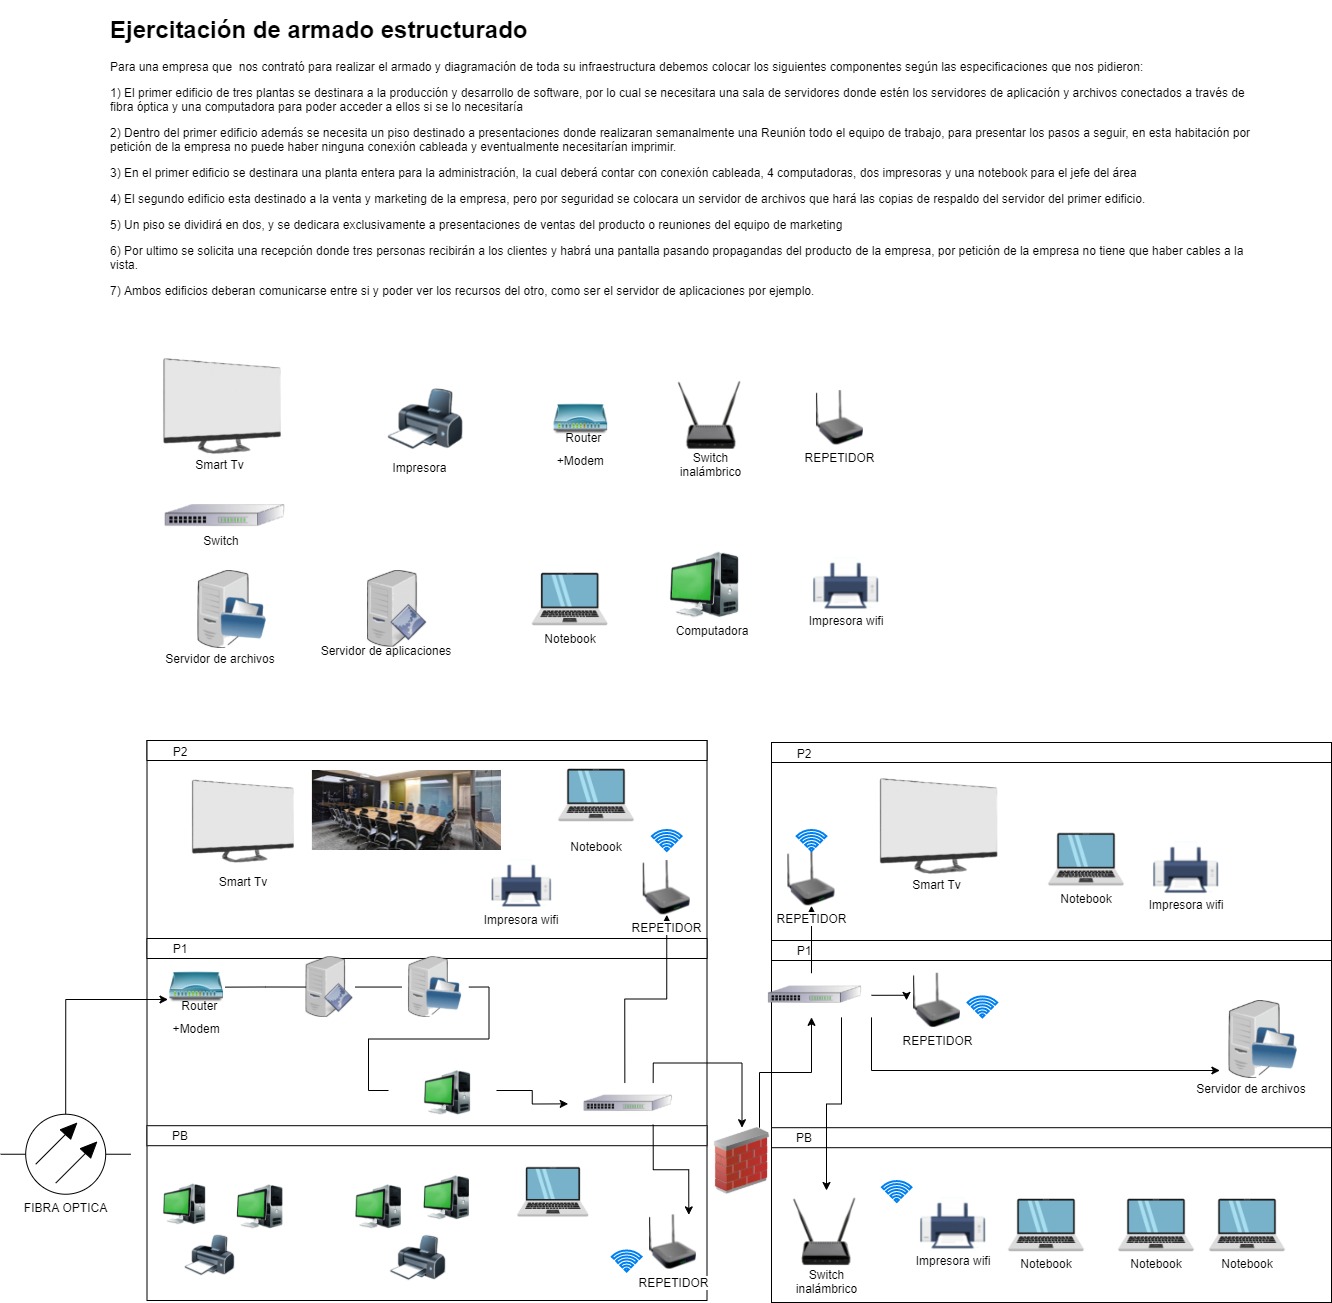 Ejercitación de armado estructurado
Para una empresa que  nos contrató para realizar el armado y diagramación de toda su infraestructura debemos colocar los siguientes componentes según las especificaciones que nos pidieron:
1) El primer edificio de tres plantas se destinara a la producción y desarrollo de software, por lo cual se necesitara una sala de servidores donde estén los servidores de aplicación y archivos conectados a través de
fibra óptica y una computadora para poder acceder a ellos si se lo necesitaría
2) Dentro del primer edificio además se necesita un piso destinado a presentaciones donde realizaran semanalmente una Reunión todo el equipo de trabajo, para presentar los pasos a seguir, en esta habitación por
petición de la empresa no puede haber ninguna conexión cableada y eventualmente necesitarían imprimir.
3) En el primer edificio se destinara una planta entera para la administración, la cual deberá contar con conexión cableada, 4 computadoras, dos impresoras y una notebook para el jefe del área
4) El segundo edificio esta destinado a la venta y marketing de la empresa, pero por seguridad se colocara un servidor de archivos que hará las copias de respaldo del servidor del primer edificio.
5) Un piso se dividirá en dos, y se dedicara exclusivamente a presentaciones de ventas del producto o reuniones del equipo de marketing
6) Por ultimo se solicita una recepción donde tres personas recibirán a los clientes y habrá una pantalla pasando propagandas del producto de la empresa, por petición de la empresa no tiene que haber cables a la
vista.
7) Ambos edificios deberan comunicarse entre si y poder ver los recursos del otro, como ser el servidor de aplicaciones por ejemplo.
Smart Tv
Impresora
Router
+Modem
Switch
inalámbrico
REPETIDOR
Switch
Servidor de archivos
Servidor de aplicaciones
Notebook
Computadora
Impresora wifi
P2
Smart Tv
Notebook
Impresora wifi
REPETIDOR
P1
Router
+Modem
PB
REPETIDOR
FIBRA OPTICA
P2
REPETIDOR
Smart Tv
Notebook
Impresora wifi
P1
REPETIDOR
Servidor de archivos
PB
Switch
inalámbrico
Impresora wifi
Notebook
Notebook
Notebook